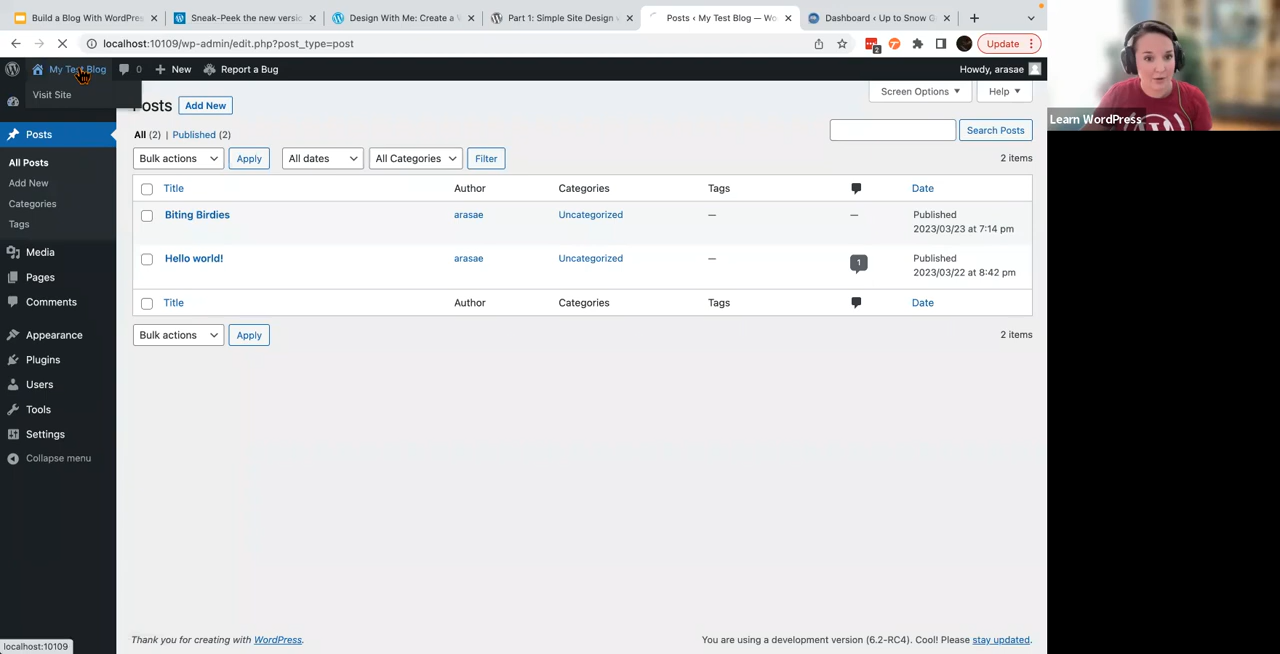 Build a Blog With WordPres
Sneak-Peek the new versi
Design With Me: Create a
Part 1: Simple Site Design
Posts ‹ My Test Blog — Wo
Dashboard ‹ Up to Snow
localhost:10109/wp-admin/edit.php?post_type=post
2
Update
My Test Blog
0
New
Report a Bug
Howdy, arasae
Visit Site
Posts
Add New
Screen Options
Help
Posts
All Posts
Add New
Categories
Tags
Media
Pages
Comments
Appearance
Plugins
Users
Tools
Settings
Collapse menu
All (2) | Published (2)
Search Posts
Bulk actions
Apply
All dates
All Categories
Filter
2 items
Title
Author
Categories
Tags
Date
Biting Birdies
arasae
Uncategorized
—
—
Published
2023/03/23 at 7:14 pm
Hello world!
arasae
Uncategorized
—
1
Published
2023/03/22 at 8:42 pm
Title
Author
Categories
Tags
Date
Bulk actions
Apply
2 items
Thank you for creating with WordPress.
You are using a development version (6.2-RC4). Cool! Please stay updated.
localhost:10109
Learn WordPress